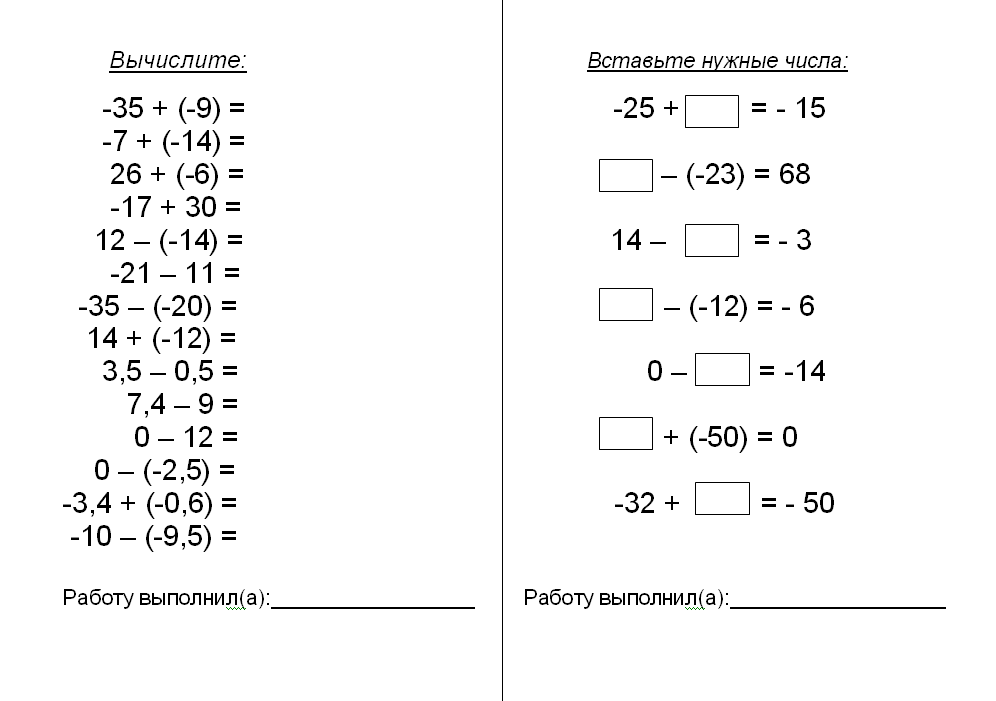 Вычислите:
-35 + (-9) =
-7 + (-14) =
26 + (-6) =
-17 + 30 =
12 – (-14) =
-21 – 11 =
-35 – (-20) =
14 + (-12) =
3,5 – 0,5 =
7,4 – 9 =
0 – 12 =
0 – (-2,5) =
-3,4 + (-0,6) =
-10 – (-9,5) =
Работу выполнил(а):_________________
Вставьте нужные числа:
-25 + = - 15
– (-23) = 68
14 – = - 3
– (-12) = - 6
0 – = -14
+ (-50) = 0
-32 + = - 50
Работу выполнил(а):__________________